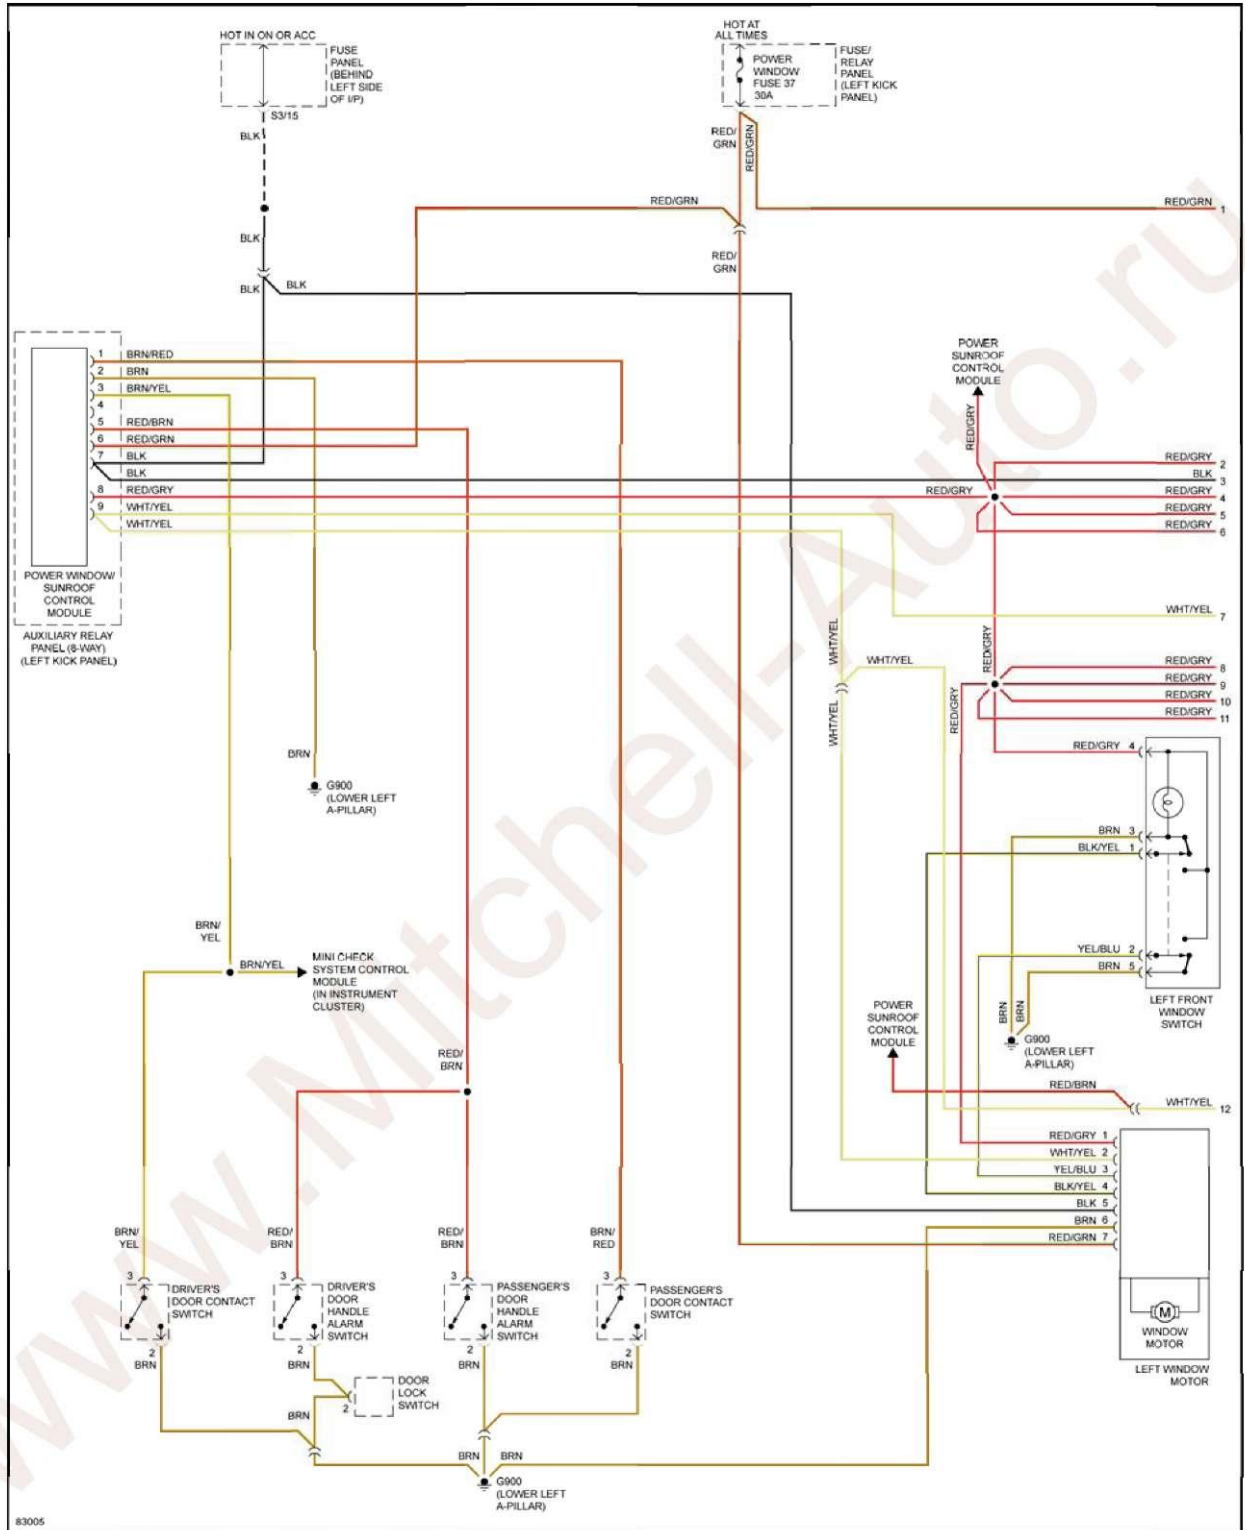 HOT IN ON OR ACC
FUSE
PANEL
(BEHIND
LEFT SIDE
OF I/P)
S3/15
BLK
BLK
BLK
BLK
HOT AT
ALL TIMES
POWER
WINDOW
FUSE 37
30A
FUSE/
RELAY
PANEL
(LEFT KICK
PANEL)
RED/
GRN
RED/GRN
RED/GRN
RED/GRN 1
RED/
GRN
1 BRN/RED
2 BRN
3 BRN/YEL
4
5 RED/BRN
6 RED/GRN
7 BLK
BLK
8 RED/GRY
9 WHT/YEL
WHT/YEL
POWER WINDOW/
SUNROOF
CONTROL
MODULE
AUXILIARY RELAY
PANEL (8-WAY)
(LEFT KICK PANEL)
POWER
SUNROOF
CONTROL
MODULE
RED/GRY
RED/GRY
RED/GRY 2
BLK 3
RED/GRY 4
RED/GRY 5
RED/GRY 6
WHT/YEL 7
WHT/YEL
WHT/YEL
WHT/YEL
RED/GRY
RED/GRY
RED/GRY 8
RED/GRY 9
RED/GRY 10
RED/GRY 11
RED/GRY 4
BRN 3
BLK/YEL 1
YEL/BLU 2
BRN 5
LEFT FRONT
WINDOW
SWITCH
BRN
BRN
G900
(LOWER LEFT
A-PILLAR)
BRN
G900
(LOWER LEFT
A-PILLAR)
BRN/
YEL
BRN/YEL
MINI CHECK
SYSTEM CONTROL
MODULE
(IN INSTRUMENT
CLUSTER)
POWER
SUNROOF
CONTROL
MODULE
RED/BRN
WHT/YEL 12
RED/
BRN
RED/GRY 1
WHT/YEL 2
YEL/BLU 3
BLK/YEL 4
BLK 5
BRN 6
RED/GRN 7
M
WINDOW
MOTOR
LEFT WINDOW
MOTOR
BRN/
YEL
RED/
BRN
RED/
BRN
BRN/
RED
3
DRIVER'S
DOOR CONTACT
SWITCH
2
BRN
3
DRIVER'S
DOOR
HANDLE
ALARM
SWITCH
2
BRN
3
PASSENGER'S
DOOR
HANDLE
ALARM
SWITCH
2
BRN
3
PASSENGER'S
DOOR CONTACT
SWITCH
2
BRN
DOOR
LOCK
SWITCH
2
BRN
BRN
BRN
G900
(LOWER LEFT
A-PILLAR)
83005
www.Mitchell-Auto.ru